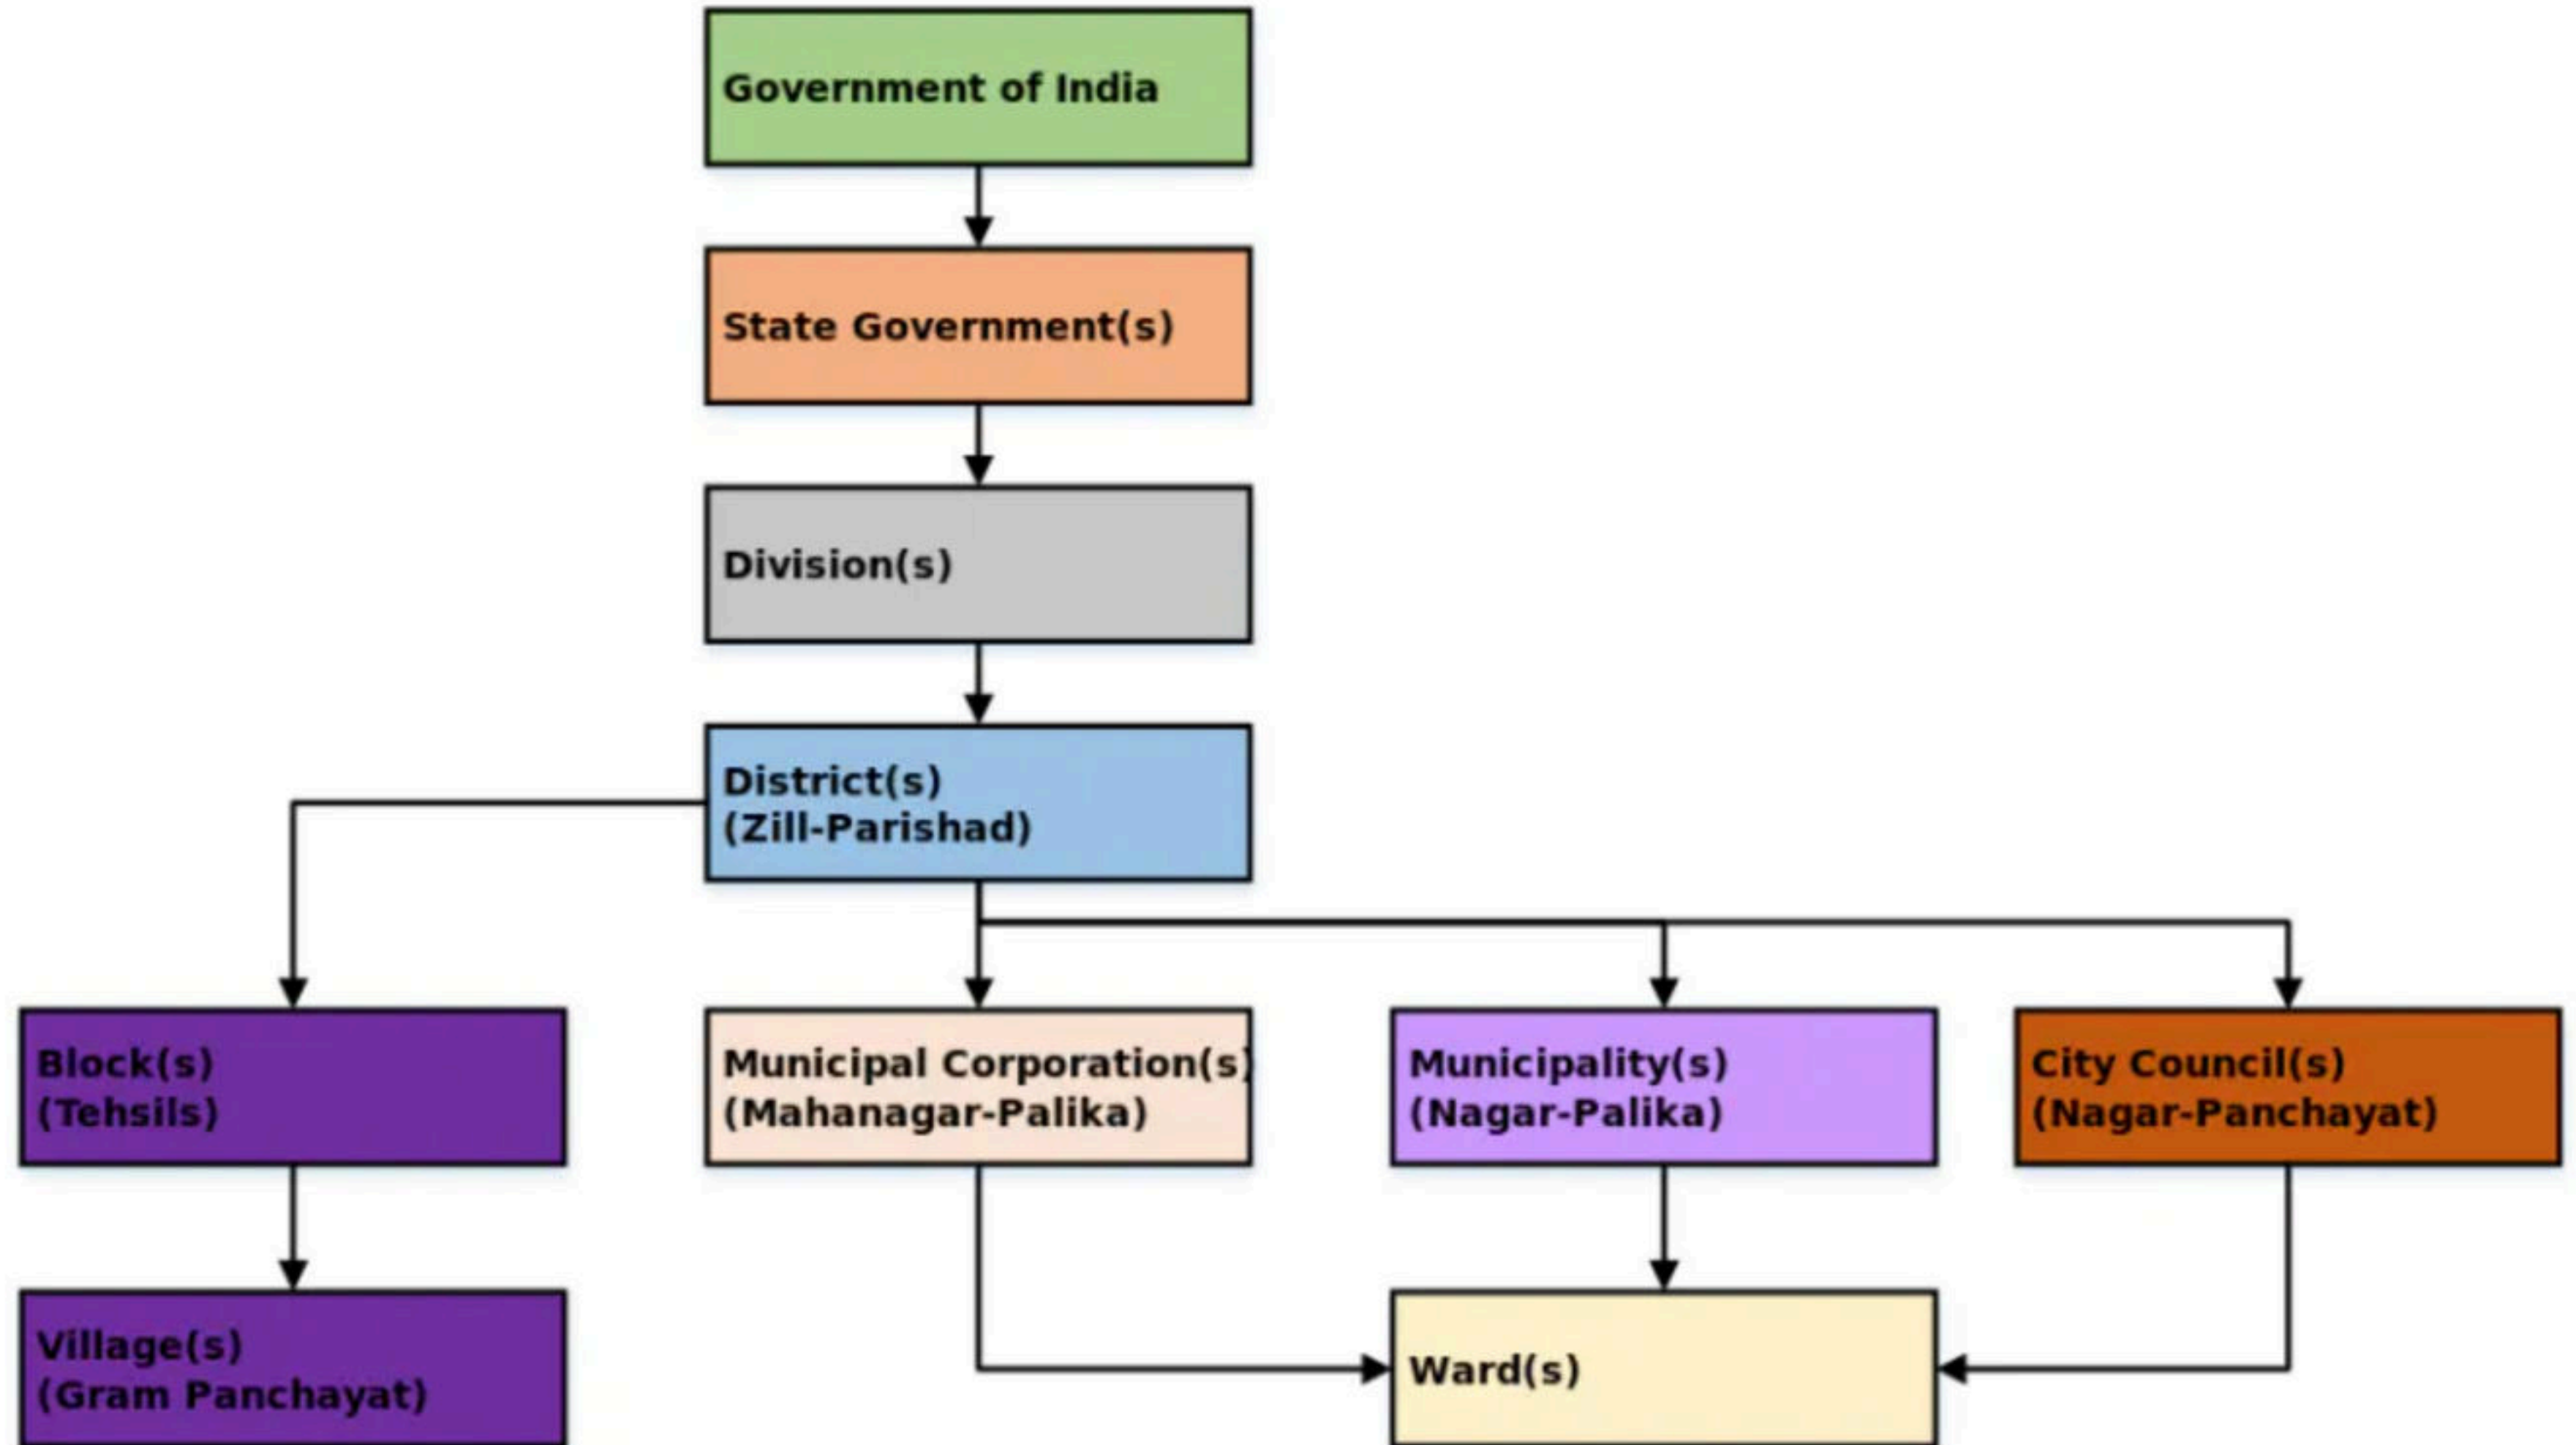 Government of India
State Government(s)
Division(s)
District(s)
(Zill-Parishad)
Block(s)
(Tehsils)
Municipal Corporation(s)
(Mahanagar-Palika)
Municipality(s)
(Nagar-Palika)
City Council(s)
(Nagar-Panchayat)
Village(s)
(Gram Panchayat)
Ward(s)